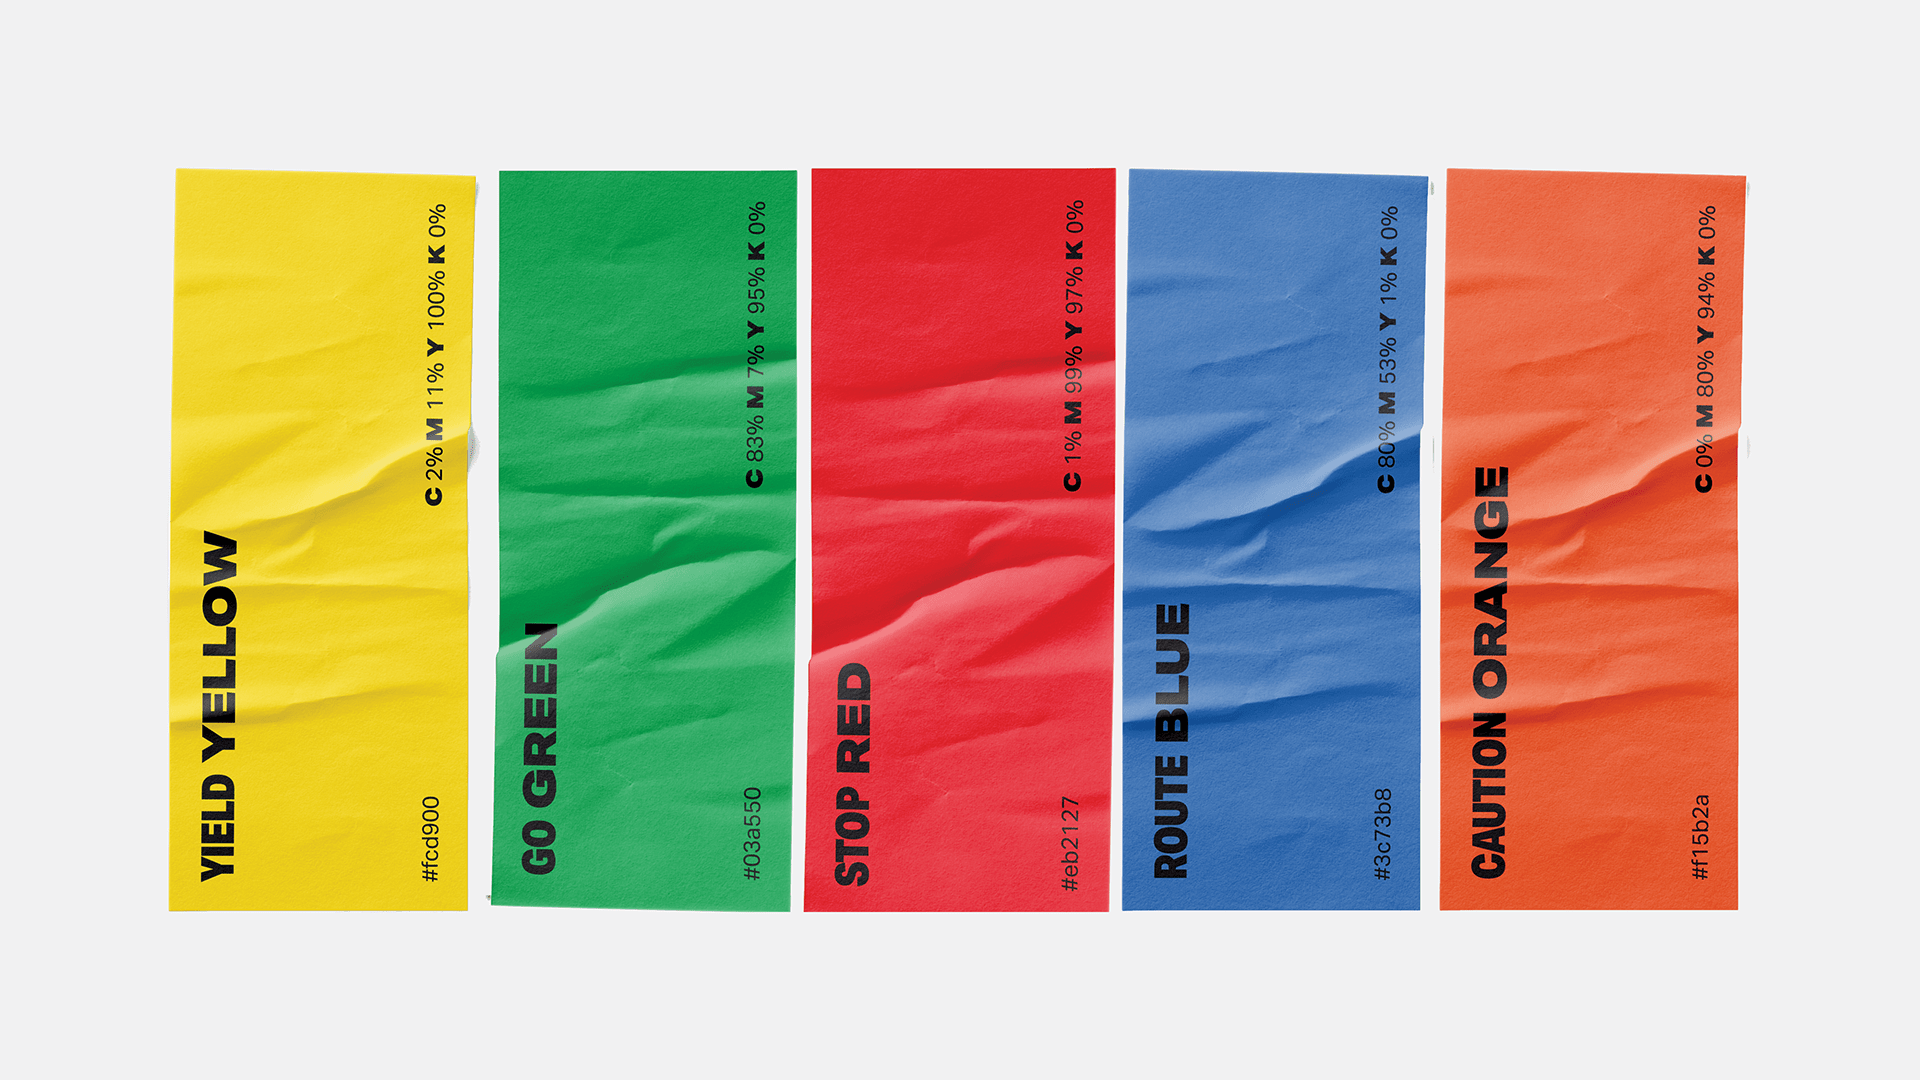 YIELD YELLOW
C 2% M 11% Y 100% K 0%
#fcd900
GO GREEN
C 83% M 7% Y 95% K 0%
#03a550
STOP RED
C 1% M 99% Y 97% K 0%
#eb2127
ROUTE BLUE
C 80% M 53% Y 1% K 0%
#3c73b8
CAUTION ORANGE
C 0% M 80% Y 94% K 0%
#f15b2a